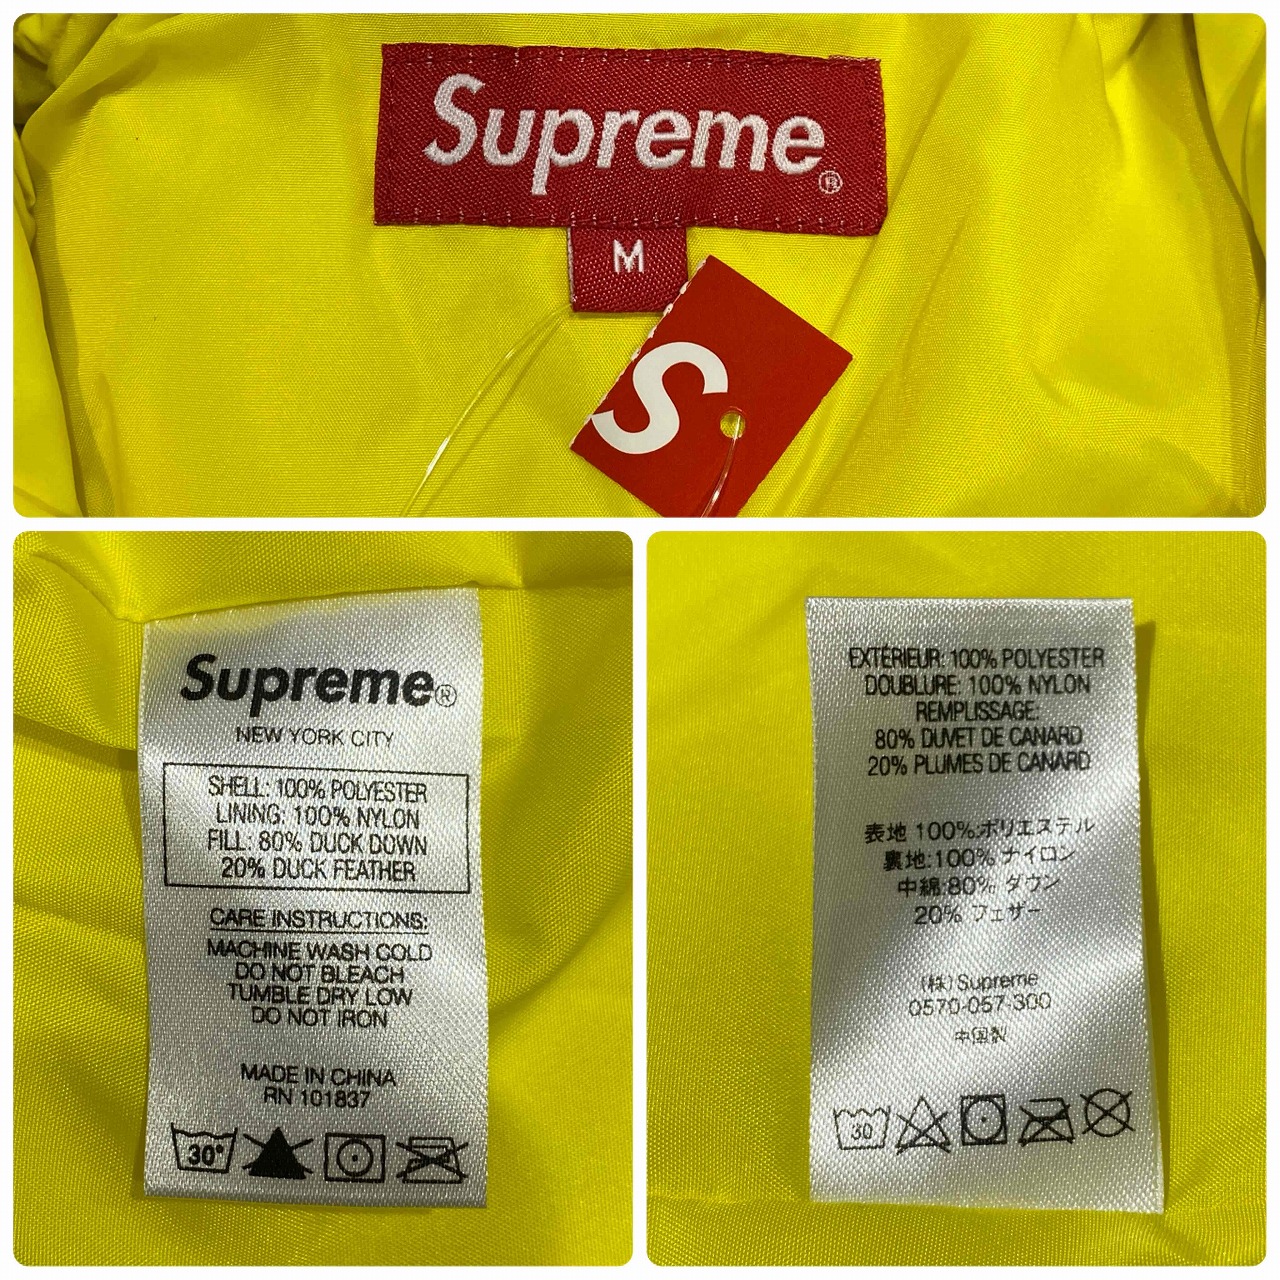 Supreme®
M
S
Supreme®
NEW YORK CITY
SHELL: 100% POLYESTER
LINING: 100% NYLON
FILL: 80% DUCK DOWN
20% DUCK FEATHER
CARE INSTRUCTIONS:
MACHINE WASH COLD
DO NOT BLEACH
TUMBLE DRY LOW
DO NOT IRON
MADE IN CHINA
RN 101837
30°
EXTÉRIEUR: 100% POLYESTER
DOUBLURE: 100% NYLON
REMPLISSAGE:
80% DUVET DE CANARD
20% PLUMES DE CANARD
表地 100%:ポリエステル
裏地:100% ナイロン
中綿:80% ダウン
20% フェザー
(株)Supreme
0570-057-300
中国製
30